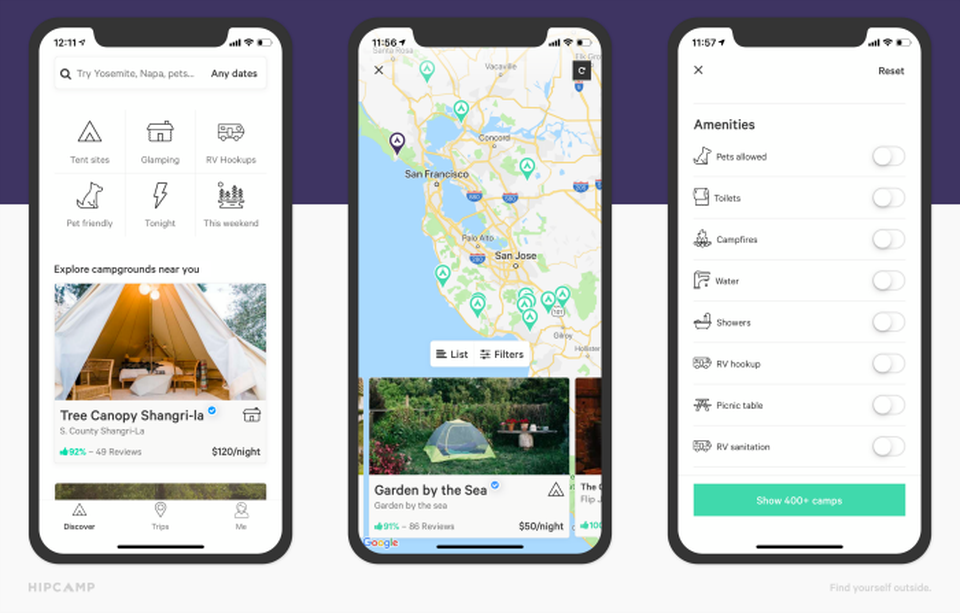 12:11
Try Yosemite, Napa, pets... Any dates
Tent sites Glamping RV Hookups
Pet friendly Tonight This weekend
Explore campgrounds near you
Tree Canopy Shangri-la
S. County Shangri-La
92% – 49 Reviews $120/night
Discover Trips Me
11:56
Santa Rosa
Vacaville
Elk Gro
Concord
San Francisco
Palo Alto
San Jose
Gilroy
Hollister
List Filters
Garden by the Sea
Garden by the sea
91% – 86 Reviews $50/night
The C
Flip J
100
Google
11:57
Reset
Amenities
Pets allowed
Toilets
Campfires
Water
Showers
RV hookup
Picnic table
RV sanitation
Show 400+ camps
HIPCAMP
Find yourself outside.